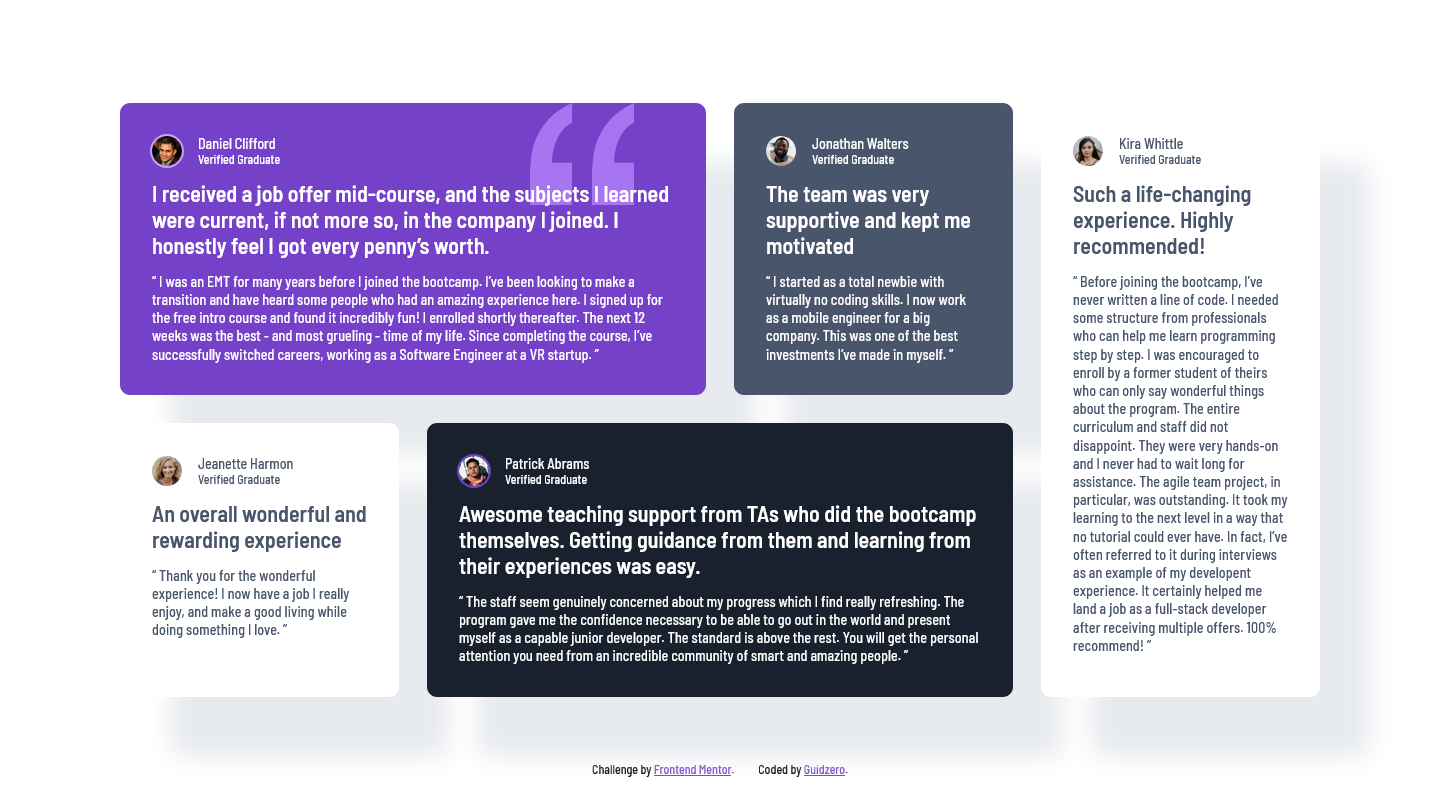 Daniel Clifford
Verified Graduate
I received a job offer mid-course, and the subjects I learned
were current, if not more so, in the company I joined. I
honestly feel I got every penny’s worth.
“ I was an EMT for many years before I joined the bootcamp. I’ve been looking to make a
transition and have heard some people who had an amazing experience here. I signed up for
the free intro course and found it incredibly fun! I enrolled shortly thereafter. The next 12
weeks was the best - and most grueling - time of my life. Since completing the course, I’ve
successfully switched careers, working as a Software Engineer at a VR startup. ”
Jonathan Walters
Verified Graduate
The team was very
supportive and kept me
motivated
“ I started as a total newbie with
virtually no coding skills. I now work
as a mobile engineer for a big
company. This was one of the best
investments I’ve made in myself. ”
Kira Whittle
Verified Graduate
Such a life-changing
experience. Highly
recommended!
“ Before joining the bootcamp, I’ve
never written a line of code. I needed
some structure from professionals
who can help me learn programming
step by step. I was encouraged to
enroll by a former student of theirs
who can only say wonderful things
about the program. The entire
curriculum and staff did not
disappoint. They were very hands-on
and I never had to wait long for
assistance. The agile team project, in
particular, was outstanding. It took my
learning to the next level in a way that
no tutorial could ever have. In fact, I’ve
often referred to it during interviews
as an example of my developent
experience. It certainly helped me
land a job as a full-stack developer
after receiving multiple offers. 100%
recommend! ”
Jeanette Harmon
Verified Graduate
An overall wonderful and
rewarding experience
“ Thank you for the wonderful
experience! I now have a job I really
enjoy, and make a good living while
doing something I love. ”
Patrick Abrams
Verified Graduate
Awesome teaching support from TAs who did the bootcamp
themselves. Getting guidance from them and learning from
their experiences was easy.
“ The staff seem genuinely concerned about my progress which I find really refreshing. The
program gave me the confidence necessary to be able to go out in the world and present
myself as a capable junior developer. The standard is above the rest. You will get the personal
attention you need from an incredible community of smart and amazing people. ”
Challenge by Frontend Mentor. Coded by Guidzero.